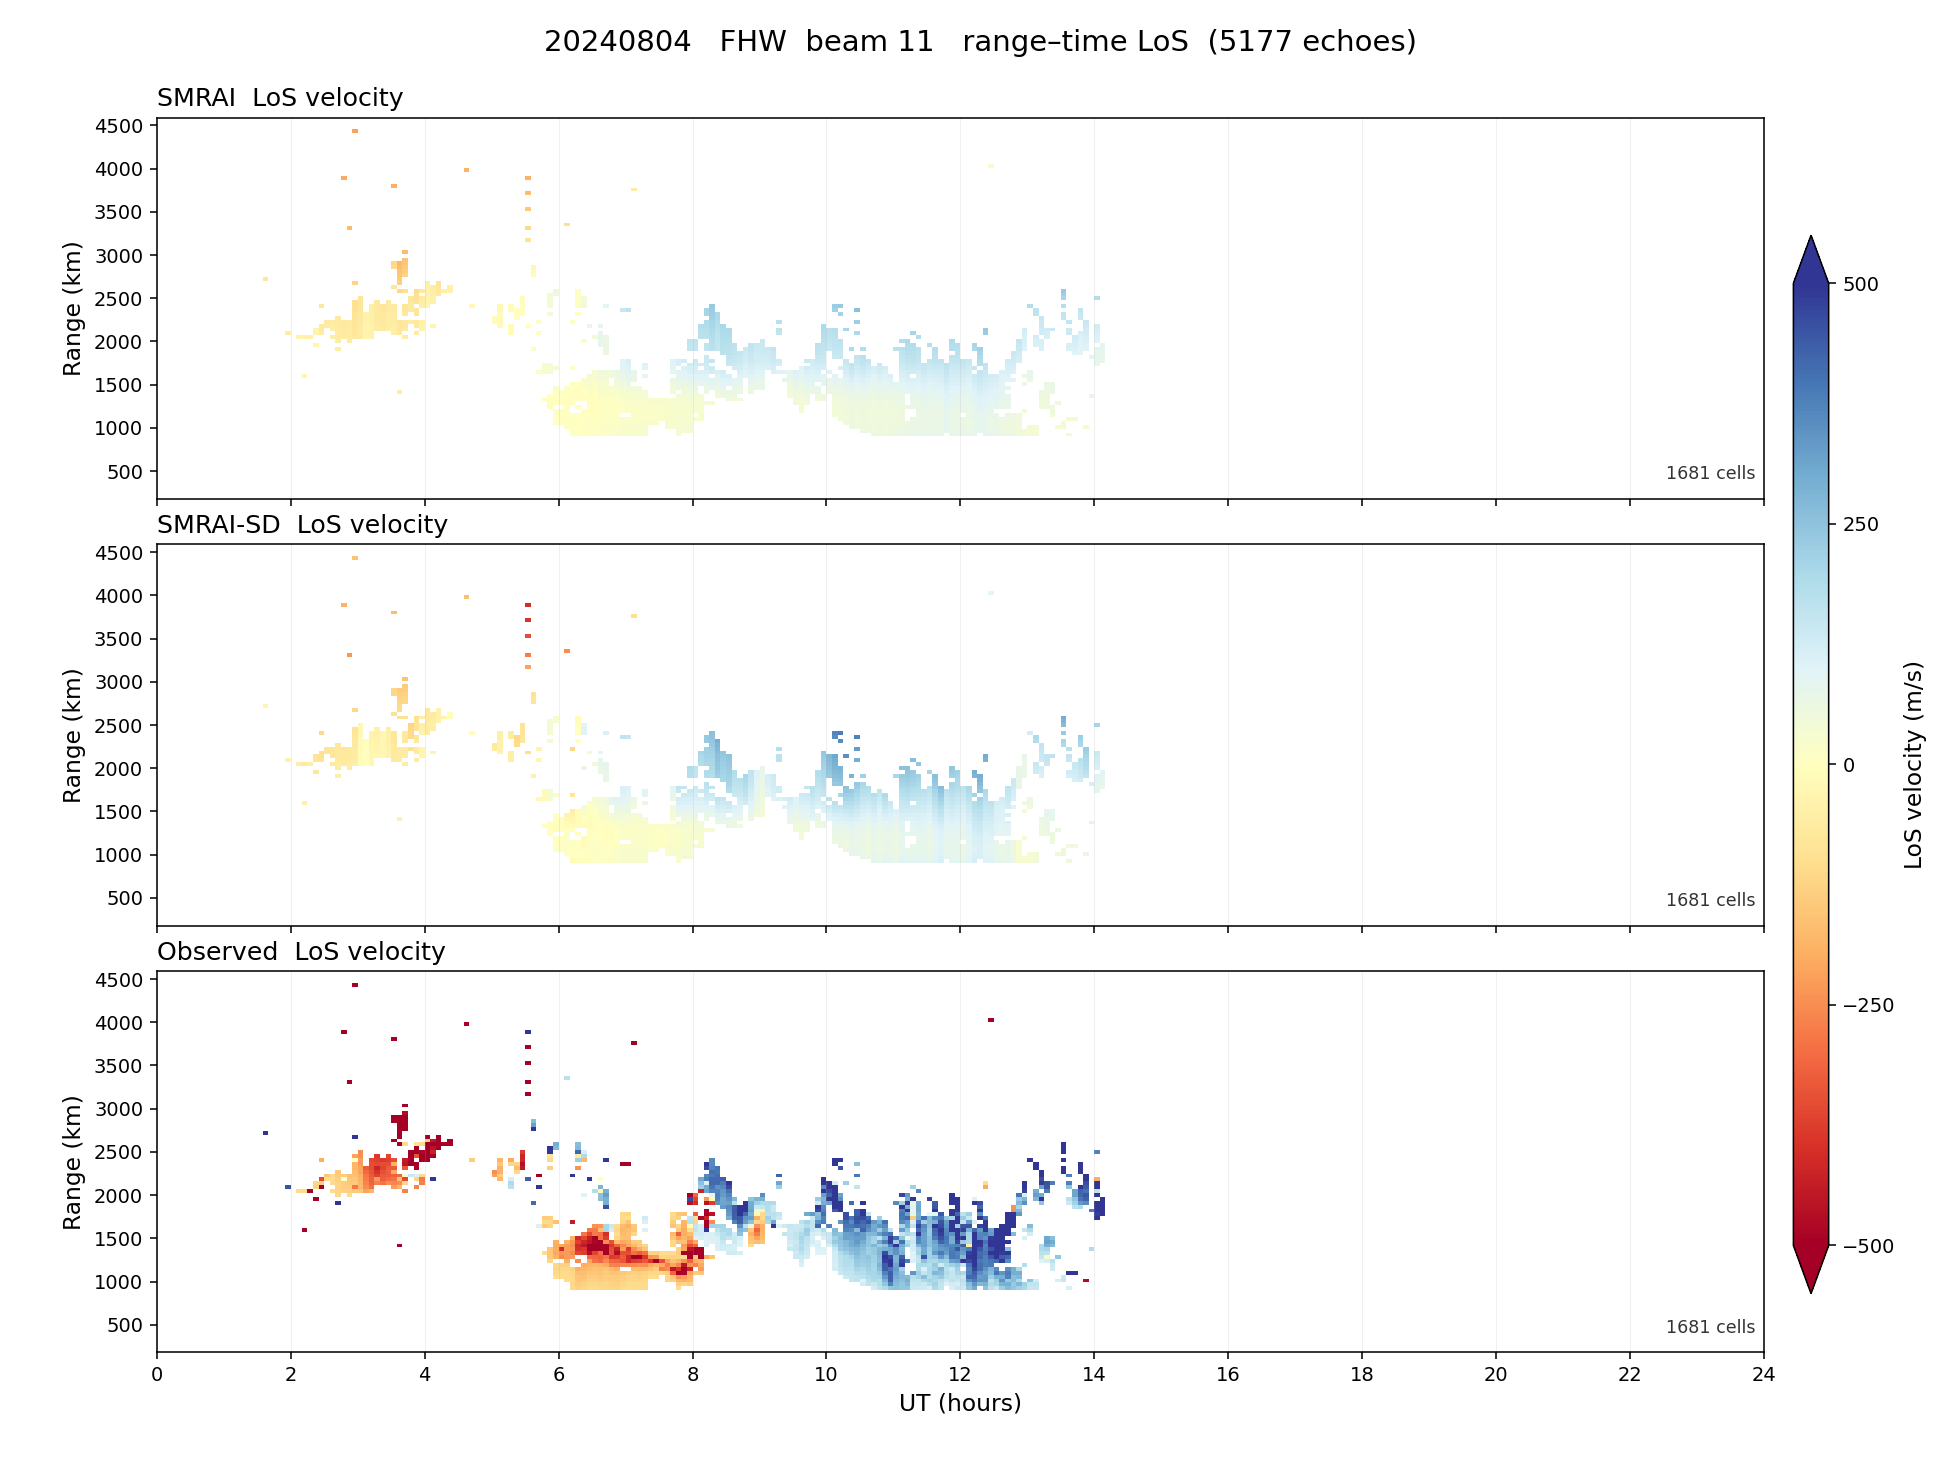 20240804 FHW beam 11 range–time LoS (5177 echoes)
SMRAI LoS velocity
4500
4000
3500
3000
2500
2000
1500
1000
500
Range (km)
1681 cells
SMRAI-SD LoS velocity
4500
4000
3500
3000
2500
2000
1500
1000
500
Range (km)
1681 cells
Observed LoS velocity
4500
4000
3500
3000
2500
2000
1500
1000
500
Range (km)
1681 cells
0 2 4 6 8 10 12 14 16 18 20 22 24
UT (hours)
500
250
0
−250
−500
LoS velocity (m/s)